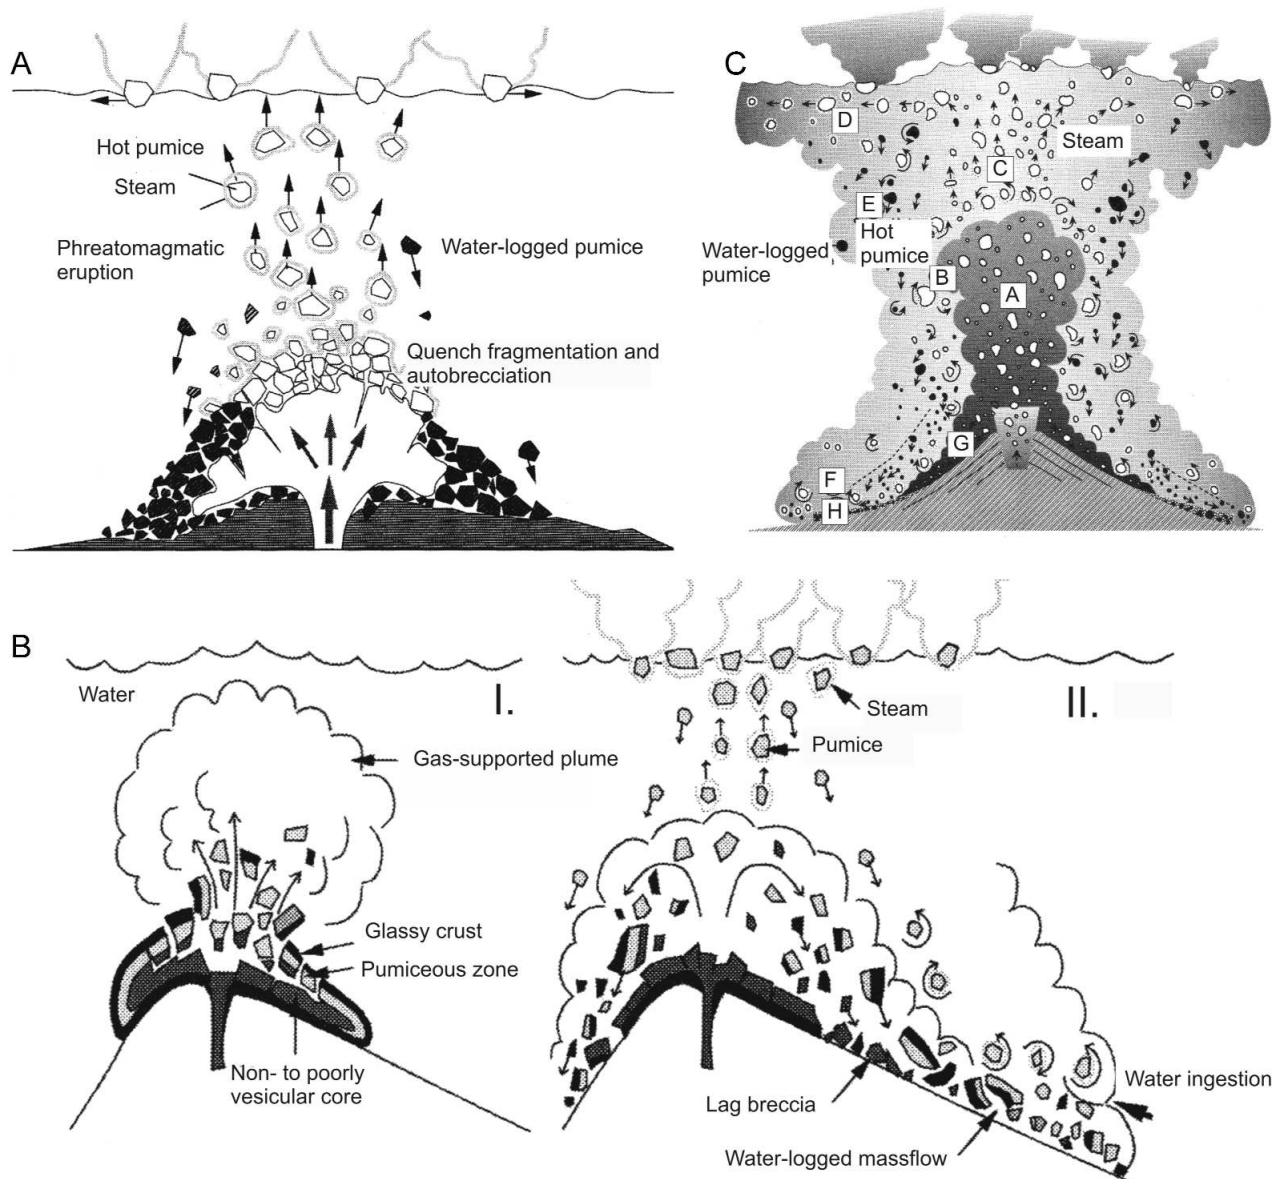 A
Hot pumice
Steam
Phreatomagmatic
eruption
Water-logged pumice
Quench fragmentation and
autobrecciation
C
D
Steam
C
E
Hot
pumice
Water-logged
pumice
B
A
G
F
H
B
Water
I.
Gas-supported plume
Glassy crust
Pumiceous zone
Non- to poorly
vesicular core
II.
Steam
Pumice
Water ingestion
Lag breccia
Water-logged massflow